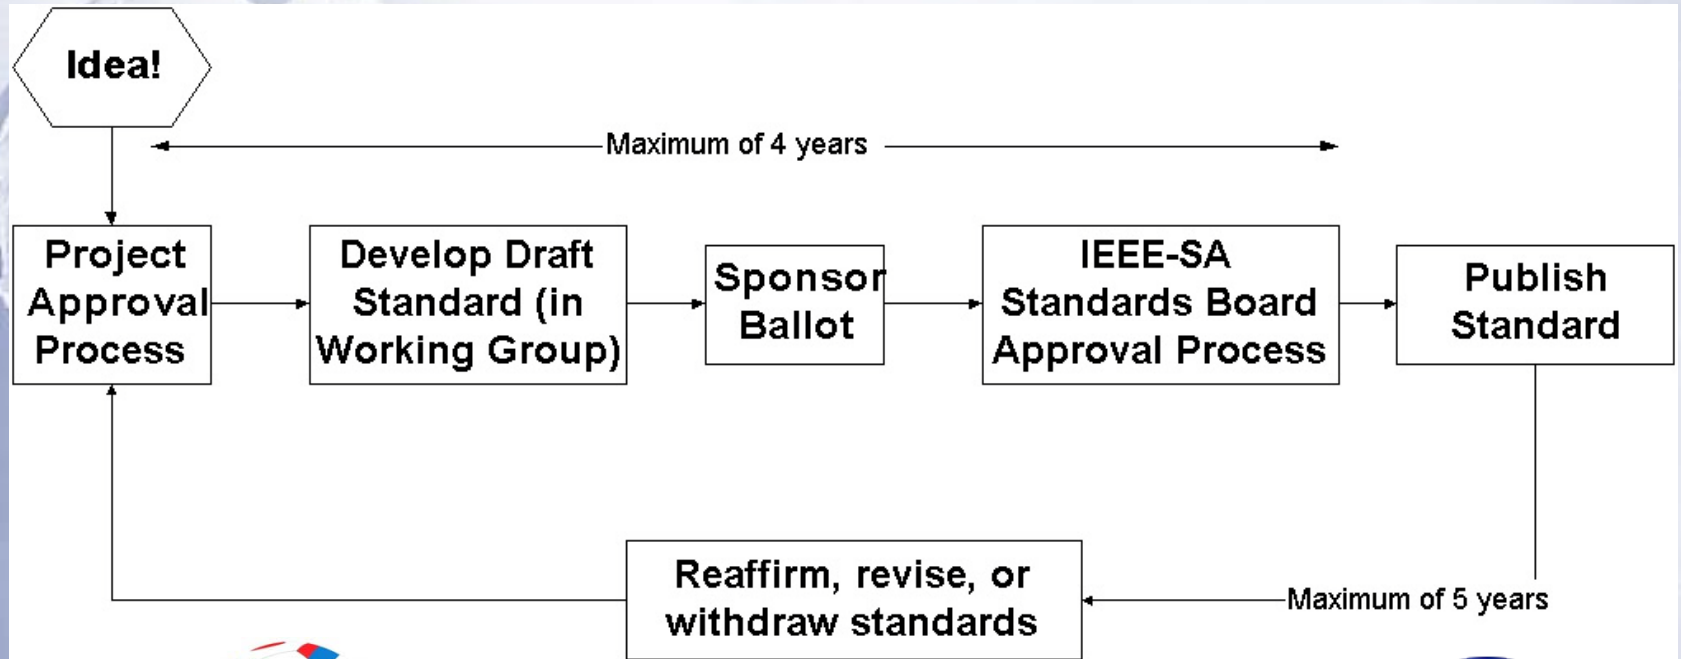 Idea!
Maximum of 4 years
Project
Approval
Process
Develop Draft
Standard (in
Working Group)
Sponsor
Ballot
IEEE-SA
Standards Board
Approval Process
Publish
Standard
Reaffirm, revise, or
withdraw standards
Maximum of 5 years